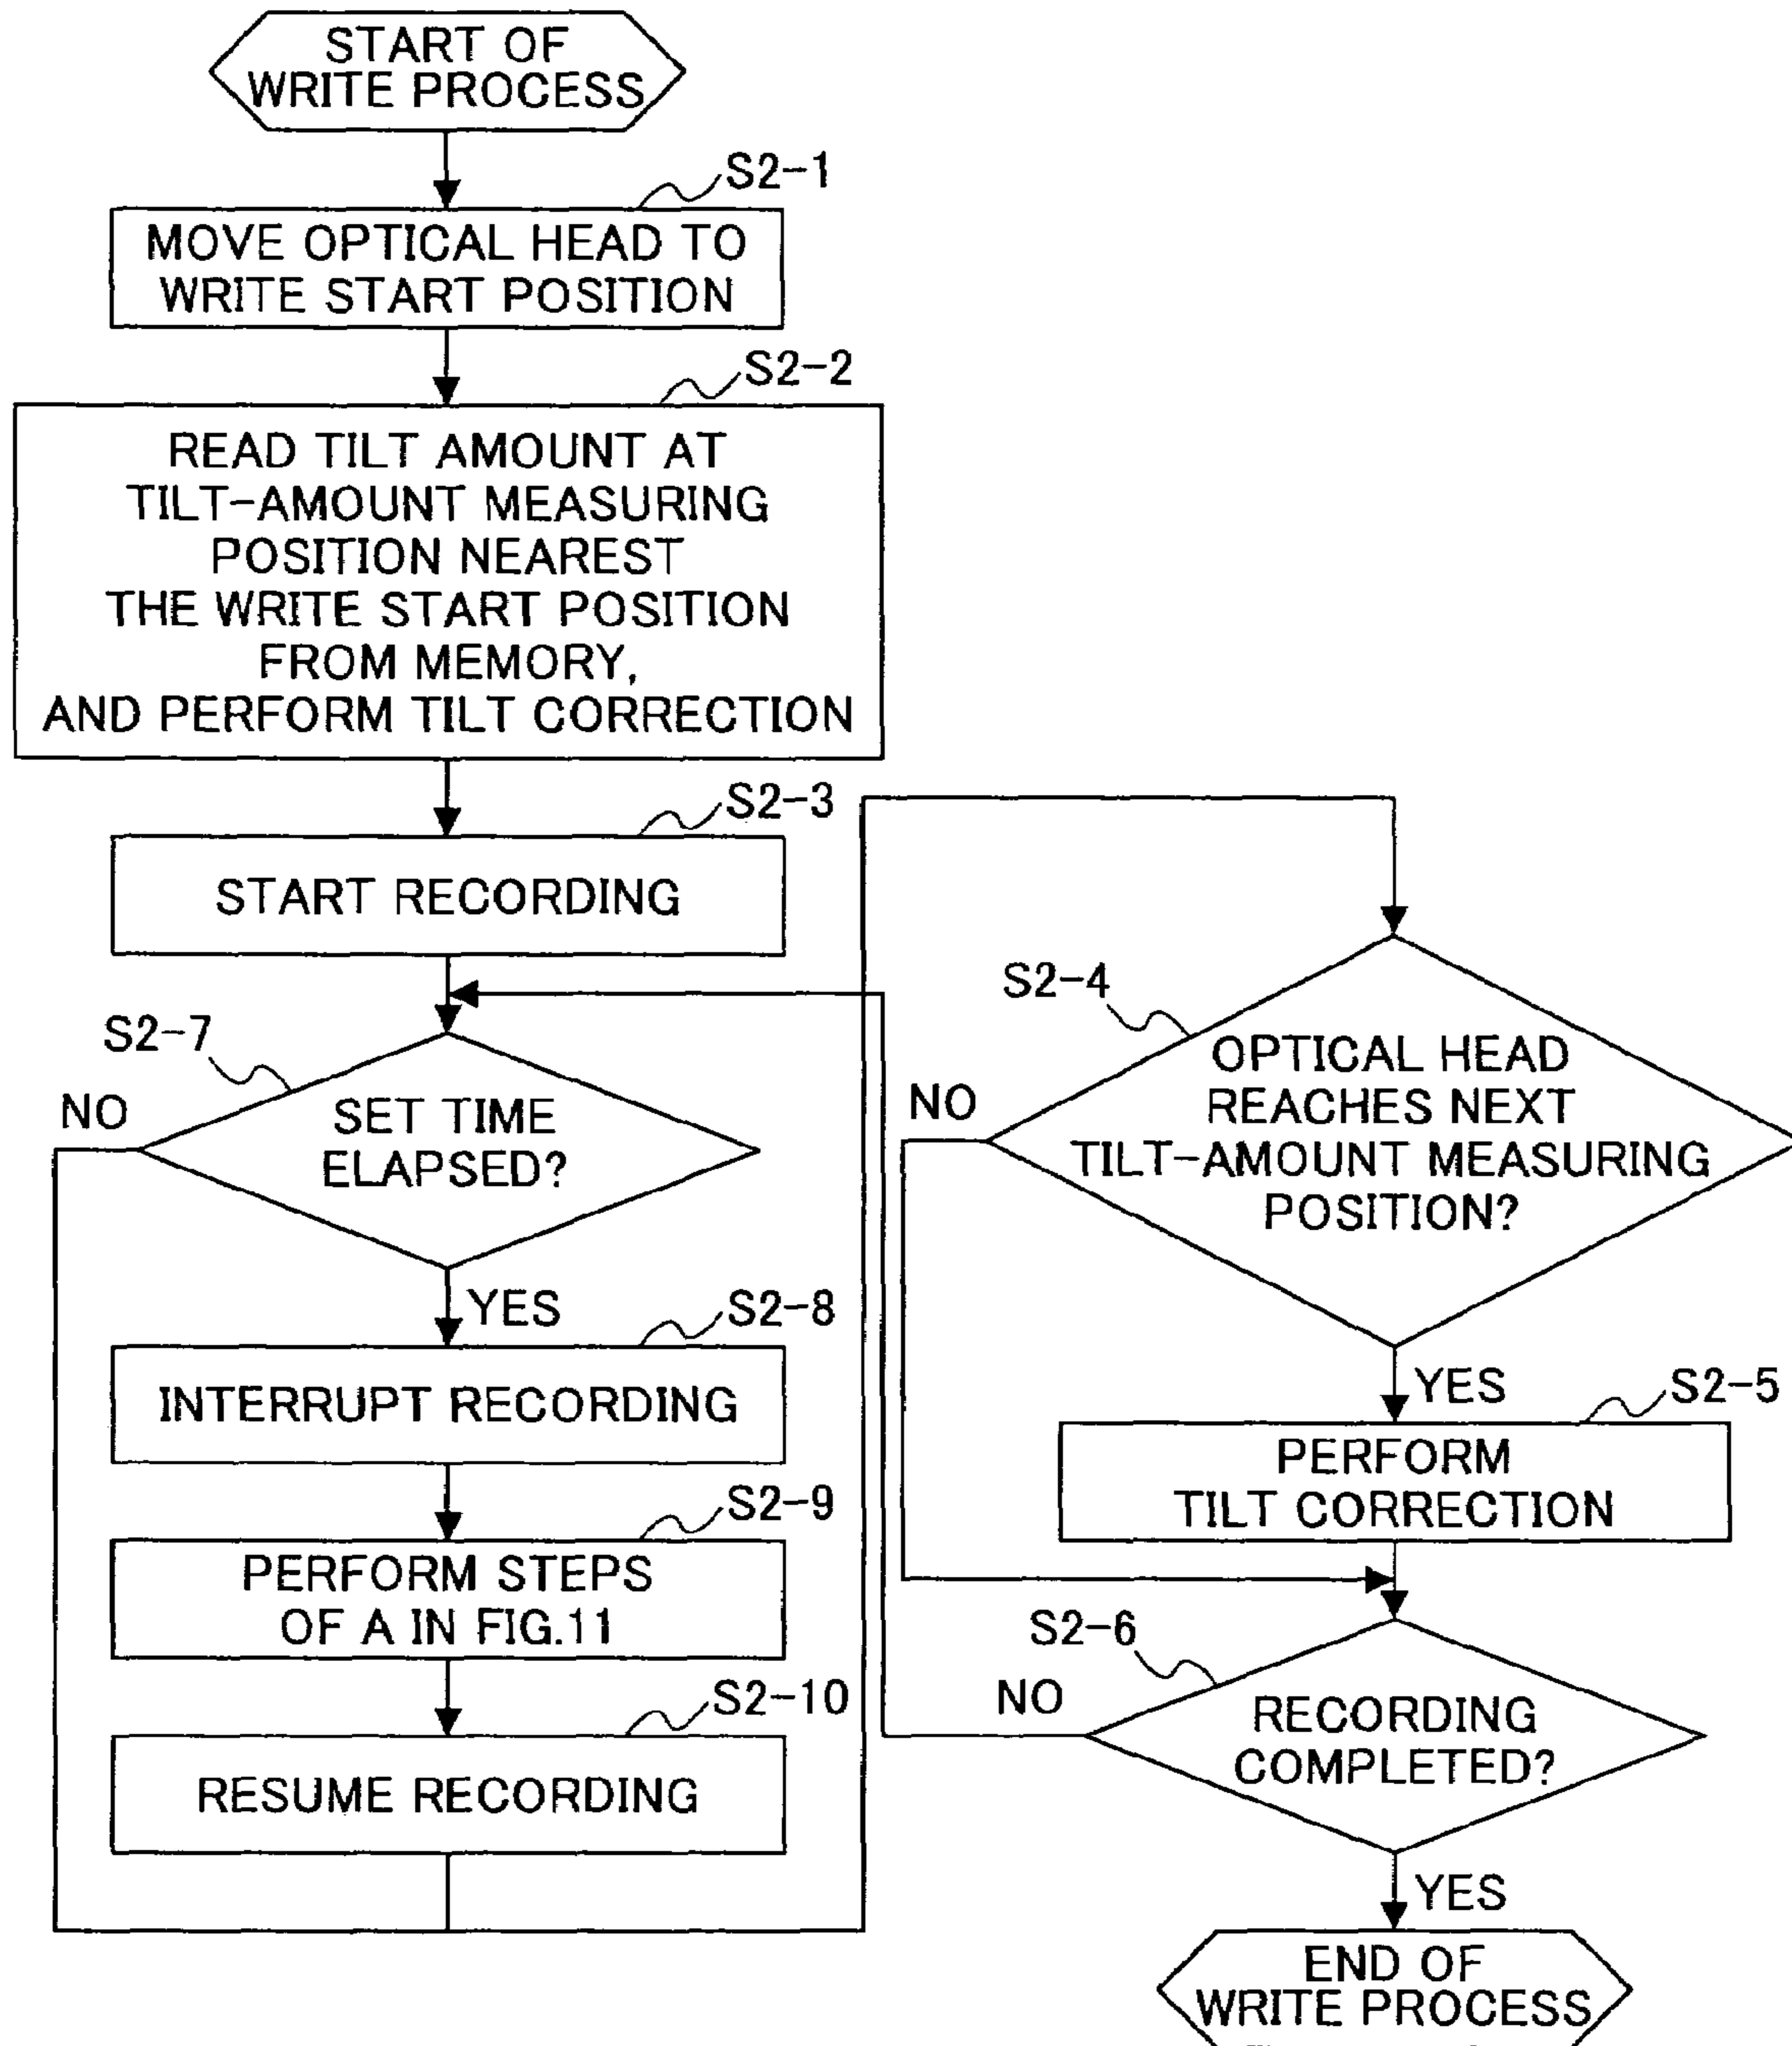 START OF
WRITE PROCESS
S2-1
MOVE OPTICAL HEAD TO
WRITE START POSITION
S2-2
READ TILT AMOUNT AT
TILT-AMOUNT MEASURING
POSITION NEAREST
THE WRITE START POSITION
FROM MEMORY,
AND PERFORM TILT CORRECTION
S2-3
START RECORDING
S2-7
NO
SET TIME
ELAPSED?
YES
S2-8
INTERRUPT RECORDING
S2-9
PERFORM STEPS
OF A IN FIG.11
S2-10
RESUME RECORDING
S2-4
NO
OPTICAL HEAD
REACHES NEXT
TILT-AMOUNT MEASURING
POSITION?
YES
S2-5
PERFORM
TILT CORRECTION
S2-6
NO
RECORDING
COMPLETED?
YES
END OF
WRITE PROCESS